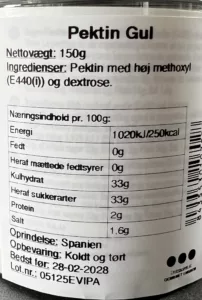 Pektin Gul
Nettovægt: 150g
Ingredienser: Pektin med høj methoxyl
(E440(i)) og dextrose.
Næringsindhold pr. 100g:
Energi 1020kJ/250kcal
Fedt 0g
Heraf mættede fedtsyrer 0g
Kulhydrat 33g
Heraf sukkerarter 33g
Protein 2g
Salt 1.6g
Oprindelse: Spanien
Opbevaring: Koldt og tørt
Bedst før: 28-02-2028
Lot.nr.: 05125EVIPA